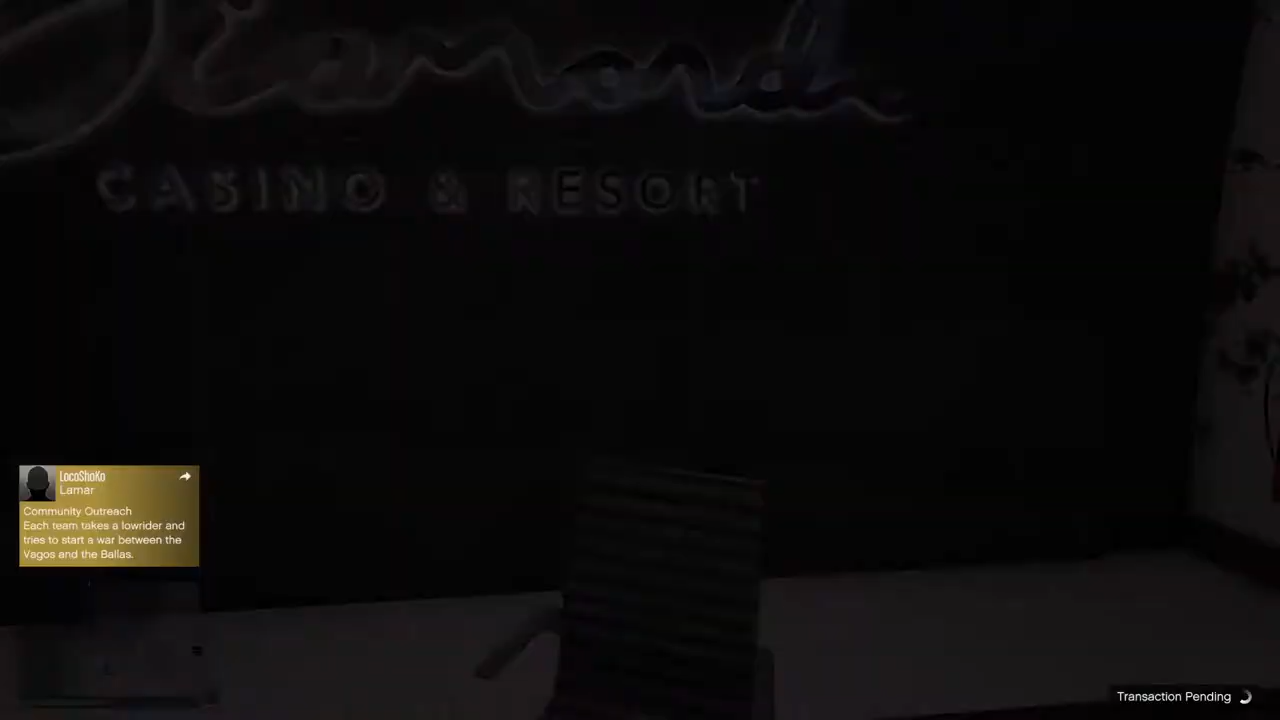 Diamond
CASINO & RESORT
LocoShoKo
Lamar
Community Outreach
Each team takes a lowrider and
tries to start a war between the
Vagos and the Ballas.
Transaction Pending